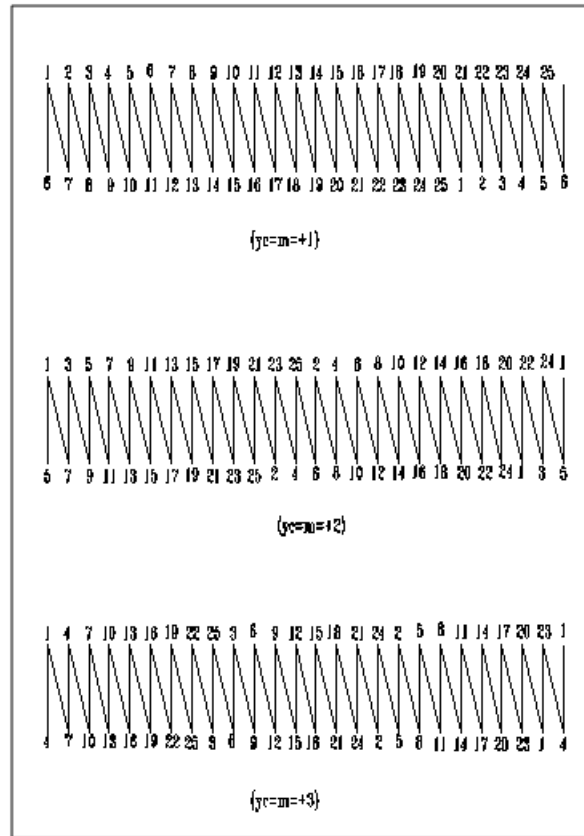 1 2 3 4 5 6 7 8 9 10 11 12 13 14 15 16 17 18 19 20 21 22 23 24 25
6 7 8 9 10 11 12 13 14 15 16 17 18 19 20 21 22 23 24 25 1 2 3 4 5 6
{yc=m=+1}
1 3 5 7 9 11 13 15 17 19 21 23 25 2 4 6 8 10 12 14 16 18 20 22 24 1
5 7 9 11 13 15 17 19 21 23 25 2 4 6 8 10 12 14 16 18 20 22 24 1 3 5
(yc=m=+2)
1 4 7 10 13 16 19 22 25 3 6 9 12 15 18 21 24 2 5 8 11 14 17 20 23 1
4 7 10 13 16 19 22 25 3 6 9 12 15 18 21 24 2 5 8 11 14 17 20 23 1 4
{yc=m=+3}